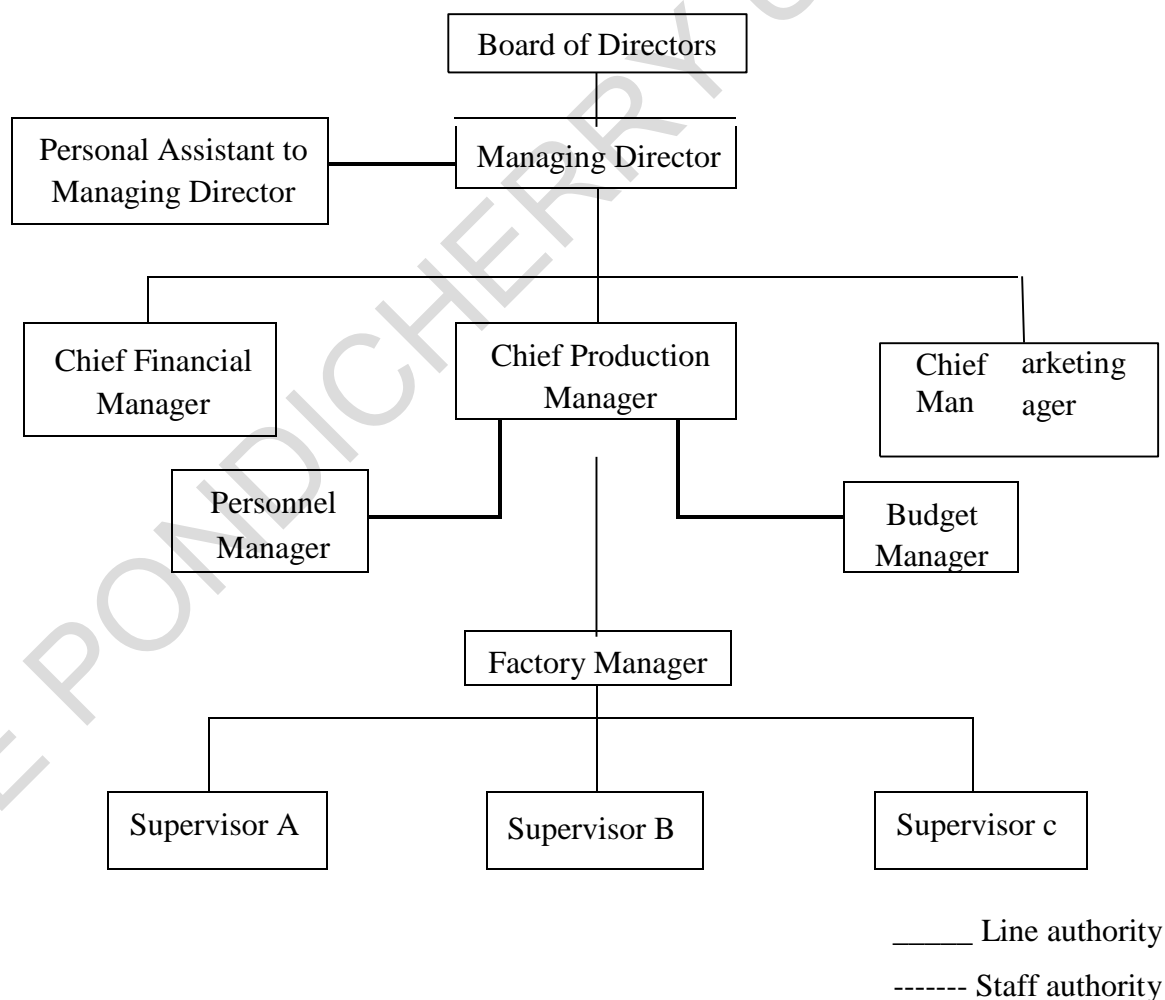 Board of Directors
Personal Assistant to
Managing Director
Managing Director
Chief Financial
Manager
Chief Production
Manager
Chief arketing
Man ager
Personnel
Manager
Budget
Manager
Factory Manager
Supervisor A
Supervisor B
Supervisor c
_____ Line authority
------- Staff authority
E PONDICHERRY U